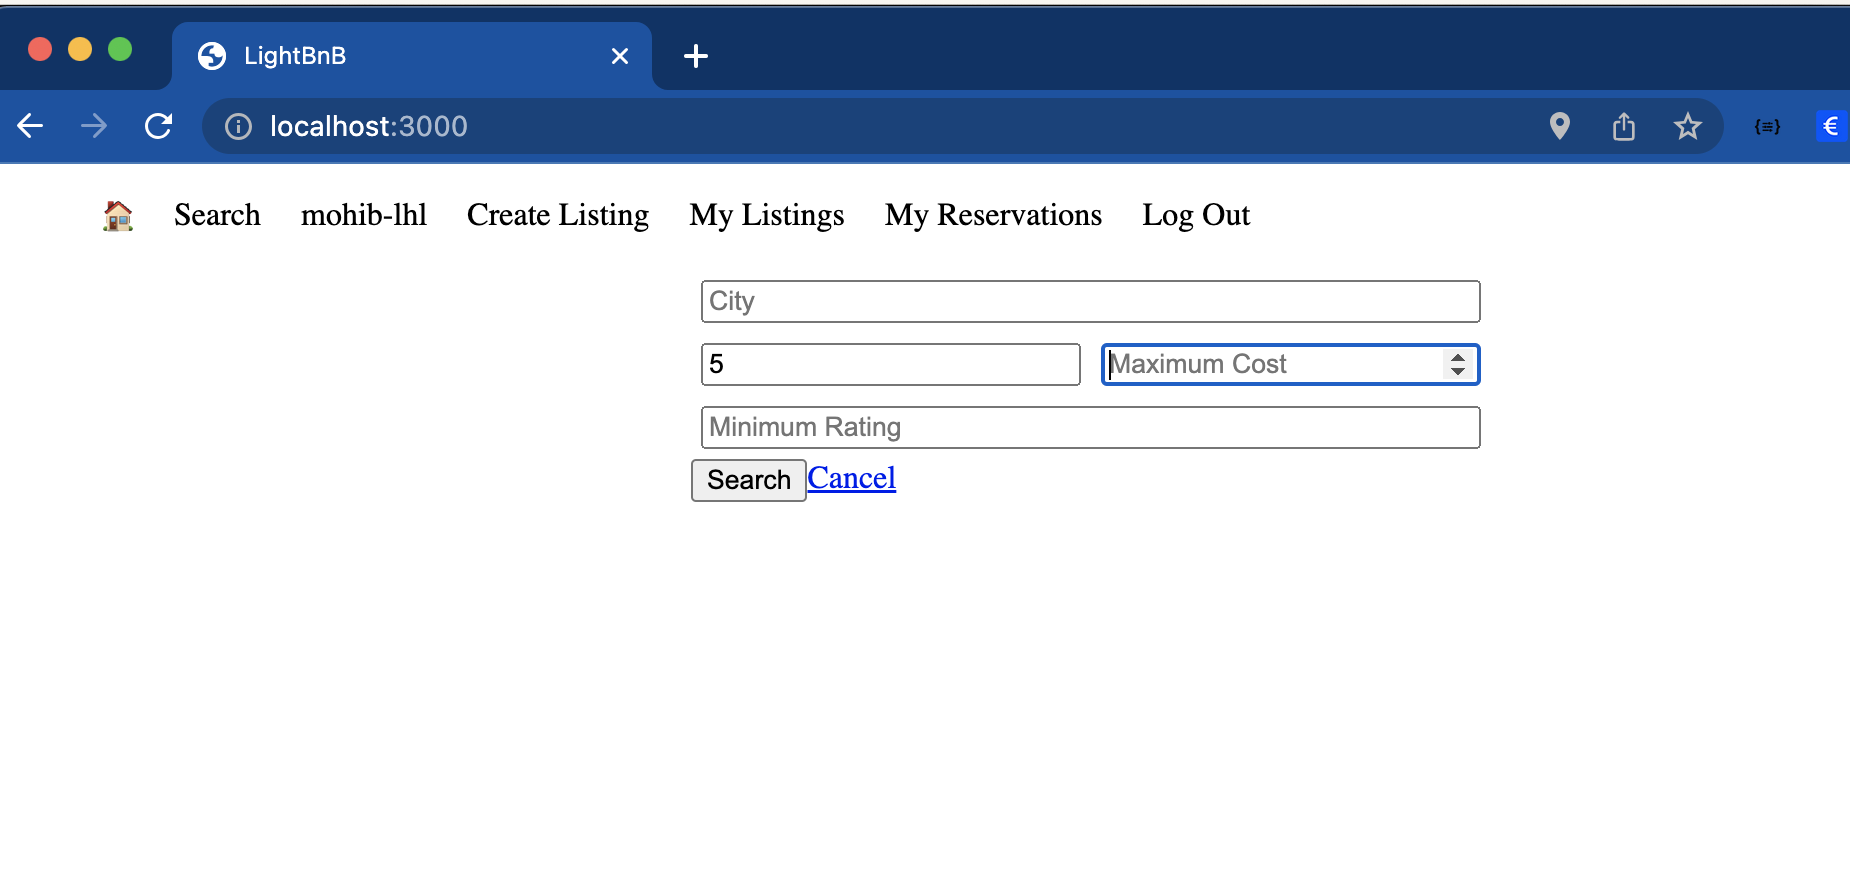 LightBnB
localhost:3000
{≡} €
Search mohib-lhl Create Listing My Listings My Reservations Log Out
City
5 Maximum Cost
Minimum Rating
Search Cancel